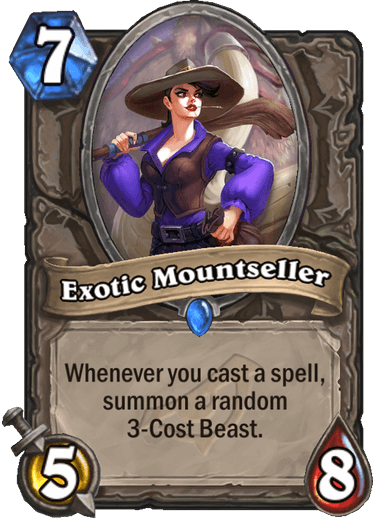 7
Exotic Mountseller
Whenever you cast a spell,
summon a random
3-Cost Beast.
5
8